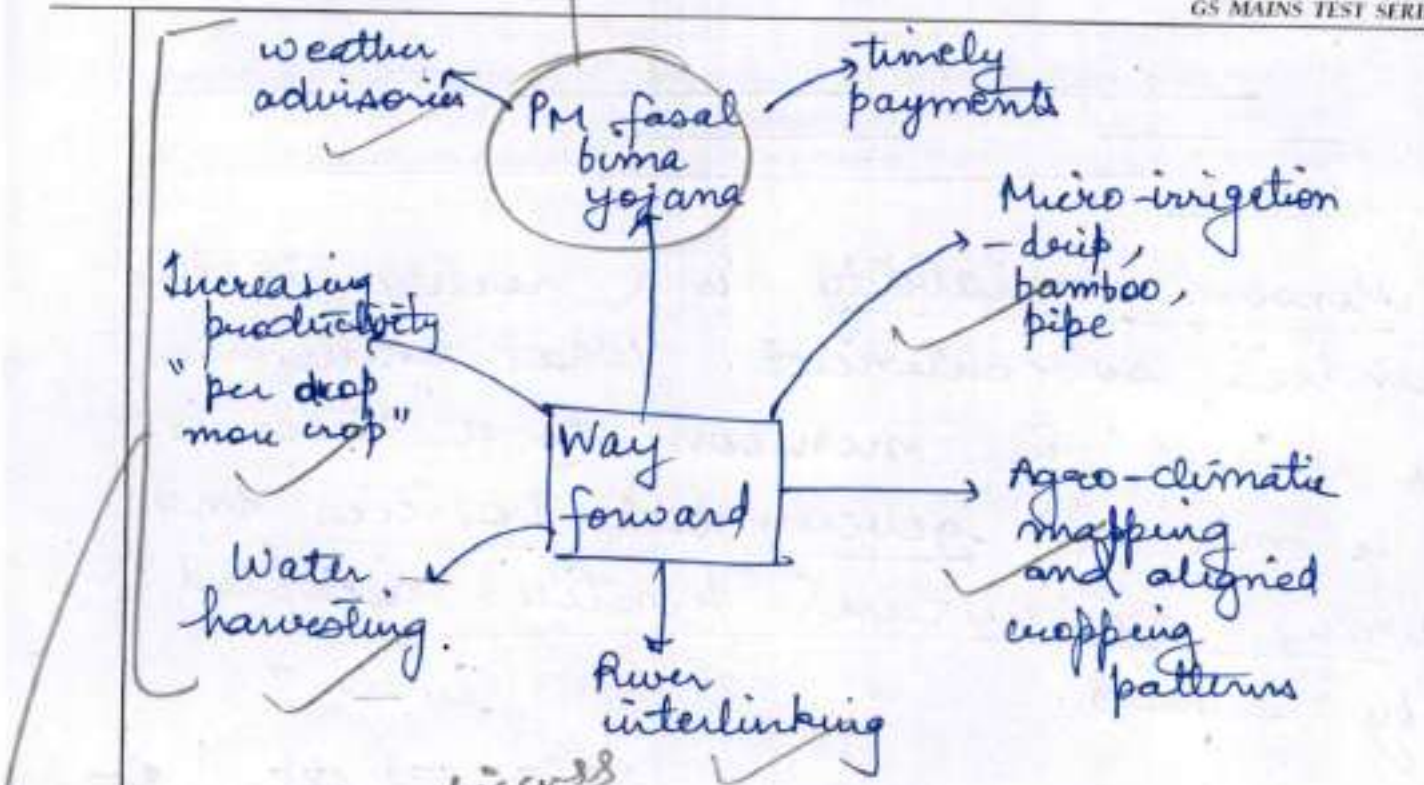 GS MAINS TEST SERI
weather
advisories
PM fasal
bima
yojana
timely
payments
Micro-irrigation
- drip,
bamboo,
pipe
Increasing
productivity
"per drop
more crop"
Way
forward
Agro-climatic
mapping
and aligned
cropping
patterns
Water
harvesting.
River
interlinking